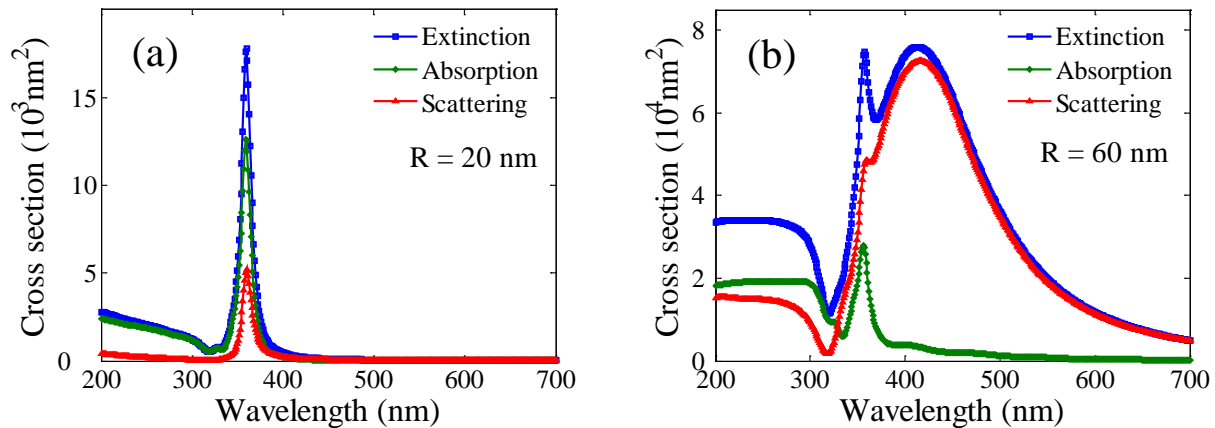 (a)
Extinction
Absorption
Scattering
R = 20 nm
Cross section (10³nm²)
15
10
5
0
200 300 400 500 600 700
Wavelength (nm)
(b)
Extinction
Absorption
Scattering
R = 60 nm
Cross section (10⁴nm²)
8
6
4
2
0
200 300 400 500 600 700
Wavelength (nm)